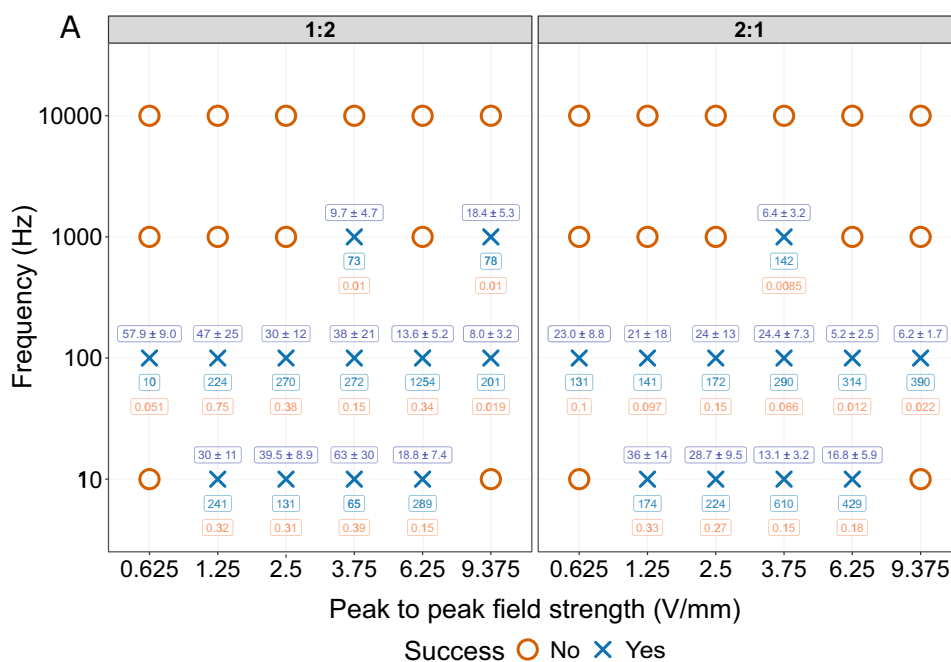 A
1:2 2:1
10000
9.7 ± 4.7 18.4 ± 5.3 6.4 ± 3.2
1000
73 78 142
0.01 0.01 0.0085
57.9 ± 9.0 47 ± 25 30 ± 12 38 ± 21 13.6 ± 5.2 8.0 ± 3.2 23.0 ± 8.8 21 ± 18 24 ± 13 24.4 ± 7.3 5.2 ± 2.5 6.2 ± 1.7
100
10 224 270 272 1254 201 131 141 172 290 314 390
0.051 0.75 0.38 0.15 0.34 0.019 0.1 0.097 0.15 0.066 0.012 0.022
30 ± 11 39.5 ± 8.9 63 ± 30 18.8 ± 7.4 36 ± 14 28.7 ± 9.5 13.1 ± 3.2 16.8 ± 5.9
10
241 131 65 289 174 224 610 429
0.32 0.31 0.39 0.15 0.33 0.27 0.15 0.18
Frequency (Hz)
0.625 1.25 2.5 3.75 6.25 9.375 0.625 1.25 2.5 3.75 6.25 9.375
Peak to peak field strength (V/mm)
Success No Yes